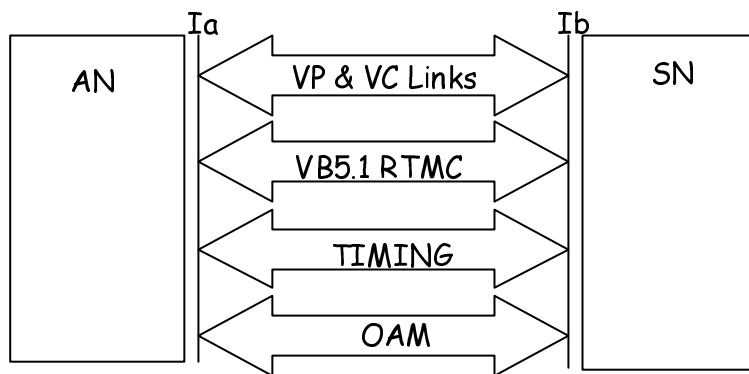 Ia
Ib
AN
SN
VP & VC Links
VB5.1 RTMC
TIMING
OAM